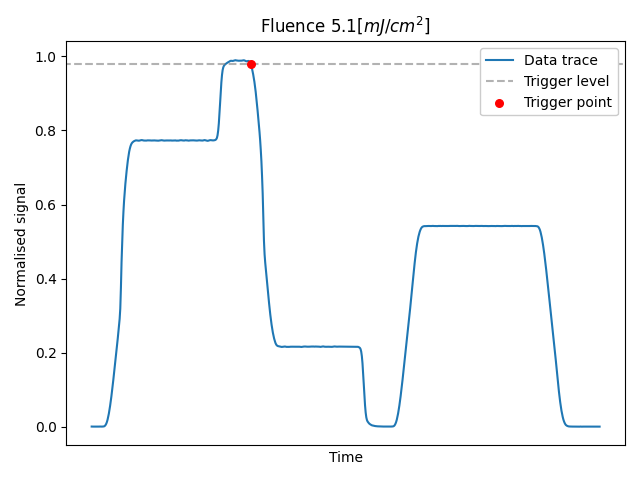 Fluence 5.1[mJ/cm²]
Data trace
Trigger level
Trigger point
Normalised signal
1.0
0.8
0.6
0.4
0.2
0.0
Time